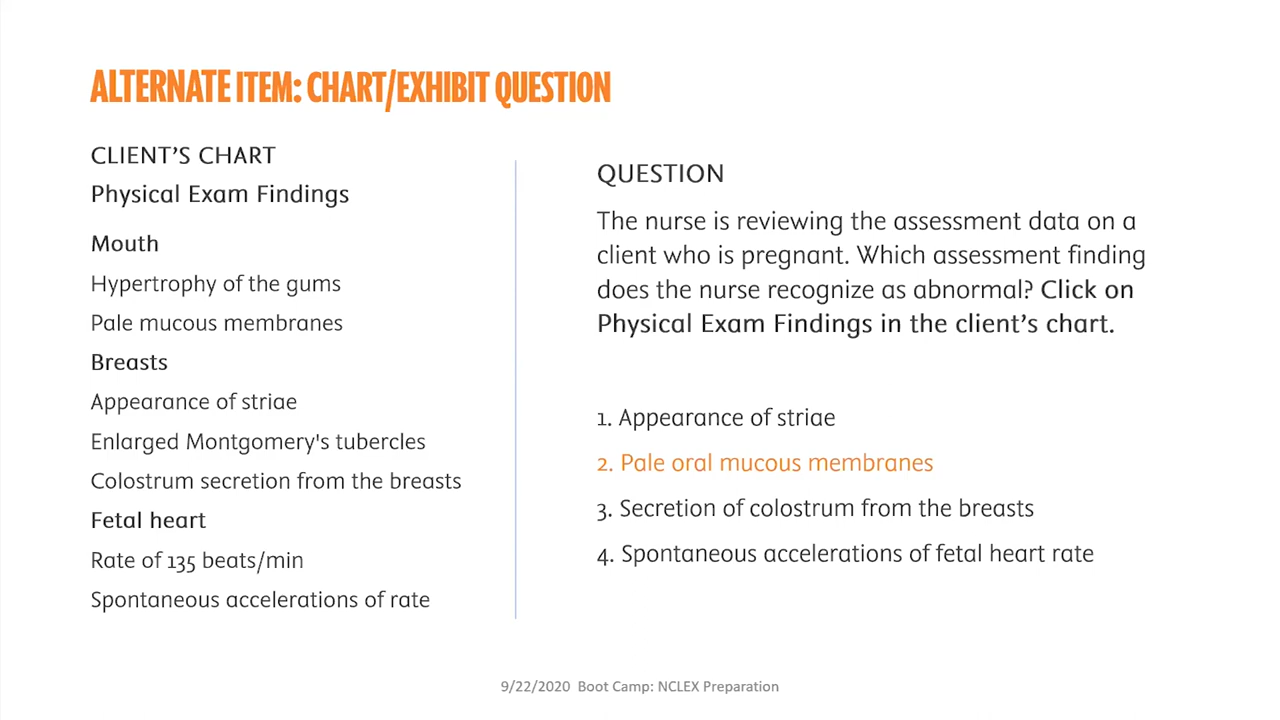 ALTERNATE ITEM: CHART/EXHIBIT QUESTION
CLIENT'S CHART
Physical Exam Findings
Mouth
Hypertrophy of the gums
Pale mucous membranes
Breasts
Appearance of striae
Enlarged Montgomery's tubercles
Colostrum secretion from the breasts
Fetal heart
Rate of 135 beats/min
Spontaneous accelerations of rate
QUESTION
The nurse is reviewing the assessment data on a
client who is pregnant. Which assessment finding
does the nurse recognize as abnormal? Click on
Physical Exam Findings in the client's chart.
1. Appearance of striae
2. Pale oral mucous membranes
3. Secretion of colostrum from the breasts
4. Spontaneous accelerations of fetal heart rate
9/22/2020 Boot Camp: NCLEX Preparation